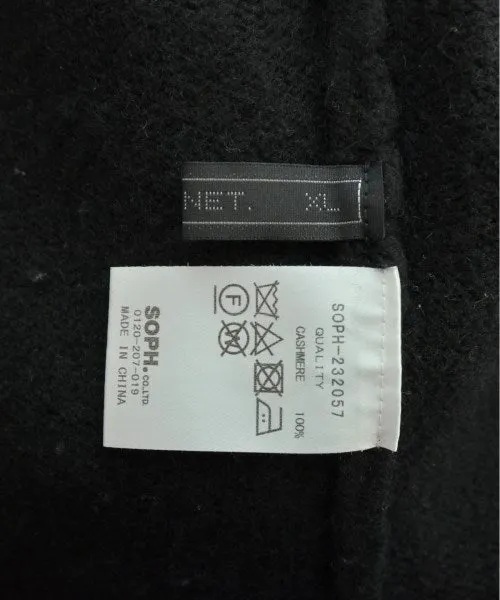 NET. XL
SOPH-232057
QUALITY
CASHMERE 100%
F W
SOPH.CO.,LTD.
0120-207-019
MADE IN CHINA